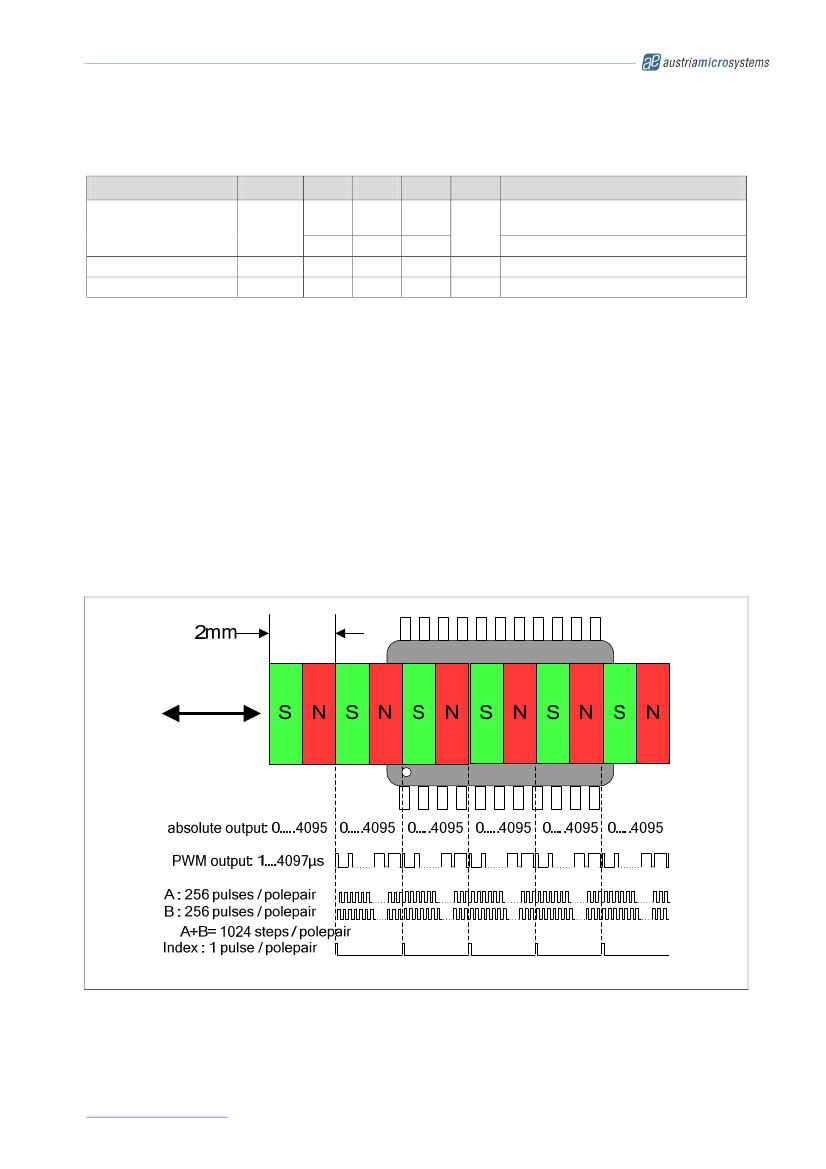 austriamicrosystems
2mm
S N S N S N S N S N S N
absolute output: 0.....4095 0....4095 0....4095 0....4095 0....4095 0....4095
PWM output: 1....4097µs
A : 256 pulses / polepair
B : 256 pulses / polepair
A+B= 1024 steps / polepair
Index : 1 pulse / polepair